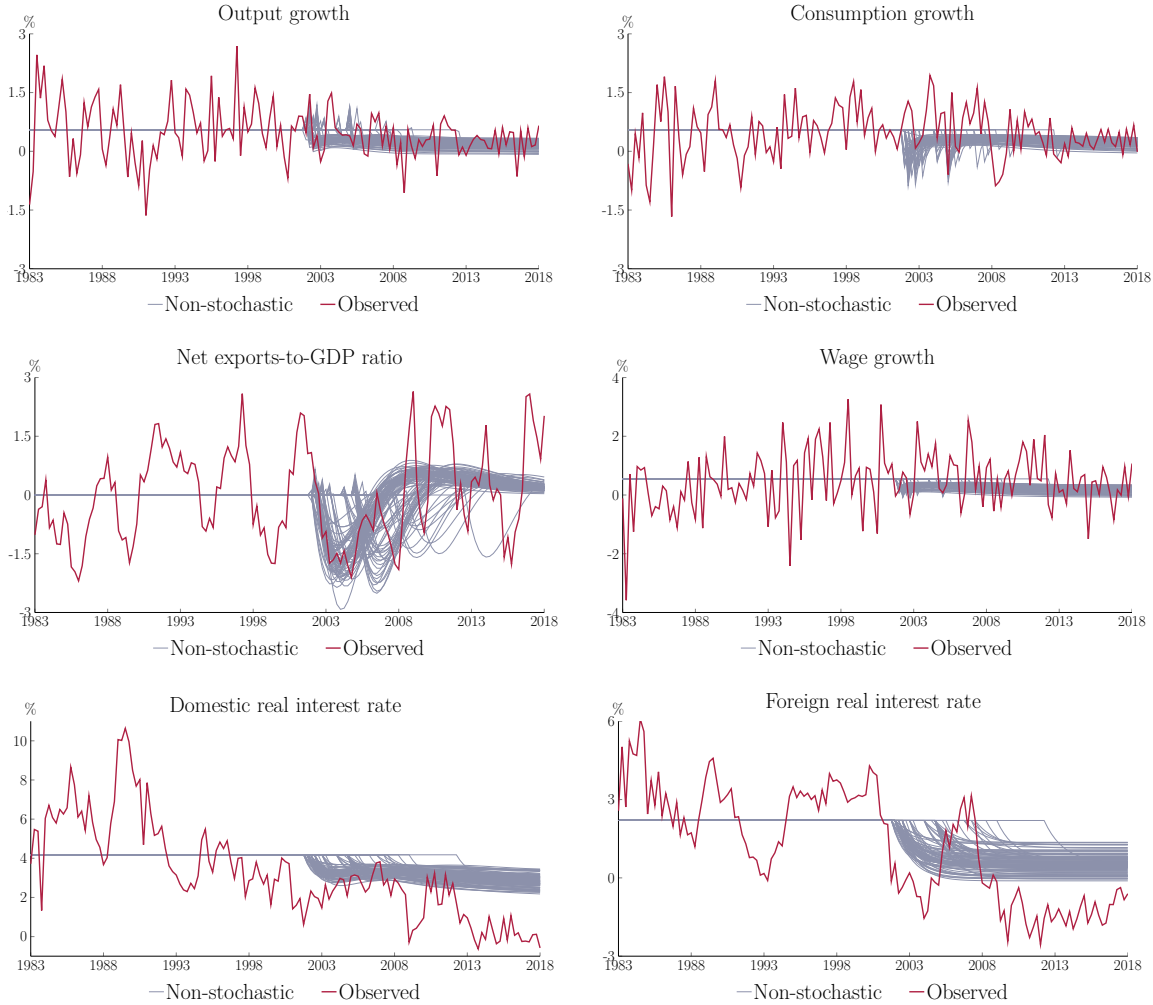 Output growth
%
3
1.5
0
1.5
-3
1983 1988 1993 1998 2003 2008 2013 2018
Non-stochastic Observed
Consumption growth
%
3
1.5
0
-1.5
-3
1983 1988 1993 1998 2003 2008 2013 2018
Non-stochastic Observed
Net exports-to-GDP ratio
%
3
1.5
0
-1.5
-3
1983 1988 1993 1998 2003 2008 2013 2018
Non-stochastic Observed
Wage growth
%
4
2
0
-2
-4
1983 1988 1993 1998 2003 2008 2013 2018
Non-stochastic Observed
Domestic real interest rate
%
10
8
6
4
2
0
1983 1988 1993 1998 2003 2008 2013 2018
Non-stochastic Observed
Foreign real interest rate
%
6
3
0
-3
1983 1988 1993 1998 2003 2008 2013 2018
Non-stochastic Observed